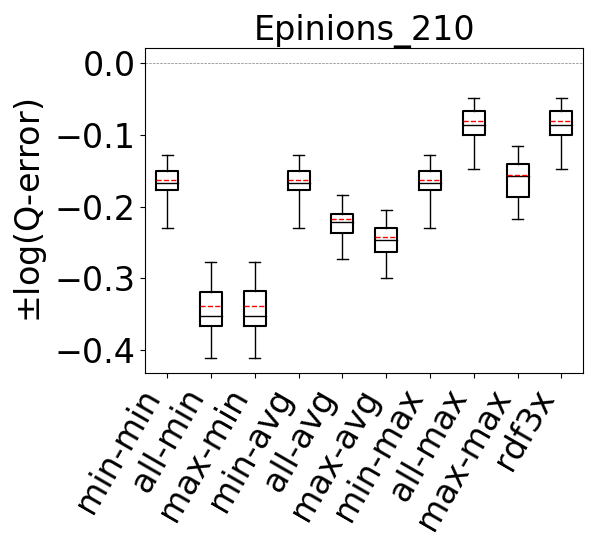 Epinions_210
±log(Q-error)
0.0
−0.1
−0.2
−0.3
−0.4
min-min
all-min
max-min
min-avg
all-avg
max-avg
min-max
all-max
max-max
rdf3x